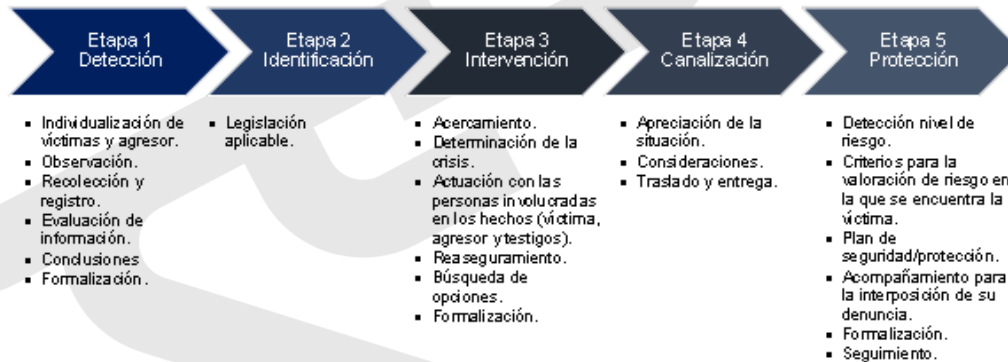 Etapa 1
Detección
Etapa 2
Identificación
Etapa 3
Intervención
Etapa 4
Canalización
Etapa 5
Protección
▪ Individualización de
víctimas y agresor.
▪ Observación.
▪ Recolección y
registro.
▪ Evaluación de
información.
▪ Conclusiones
▪ Formalización.
▪ Legislación
aplicable.
▪ Acercamiento.
▪ Determinación de la
crisis.
▪ Actuación con las
personas involucradas
en los hechos (víctima,
agresor y testigos).
▪ Reaseguramiento.
▪ Búsqueda de
opciones.
▪ Formalización.
▪ Apreciación de la
situación.
▪ Consideraciones.
▪ Traslado y entrega.
▪ Detección nivel de
riesgo.
▪ Criterios para la
valoración de riesgo en
la que se encuentra la
víctima.
▪ Plan de
seguridad/protección.
▪ Acompañamiento para
la interposición de su
denuncia.
▪ Formalización.
▪ Seguimiento.